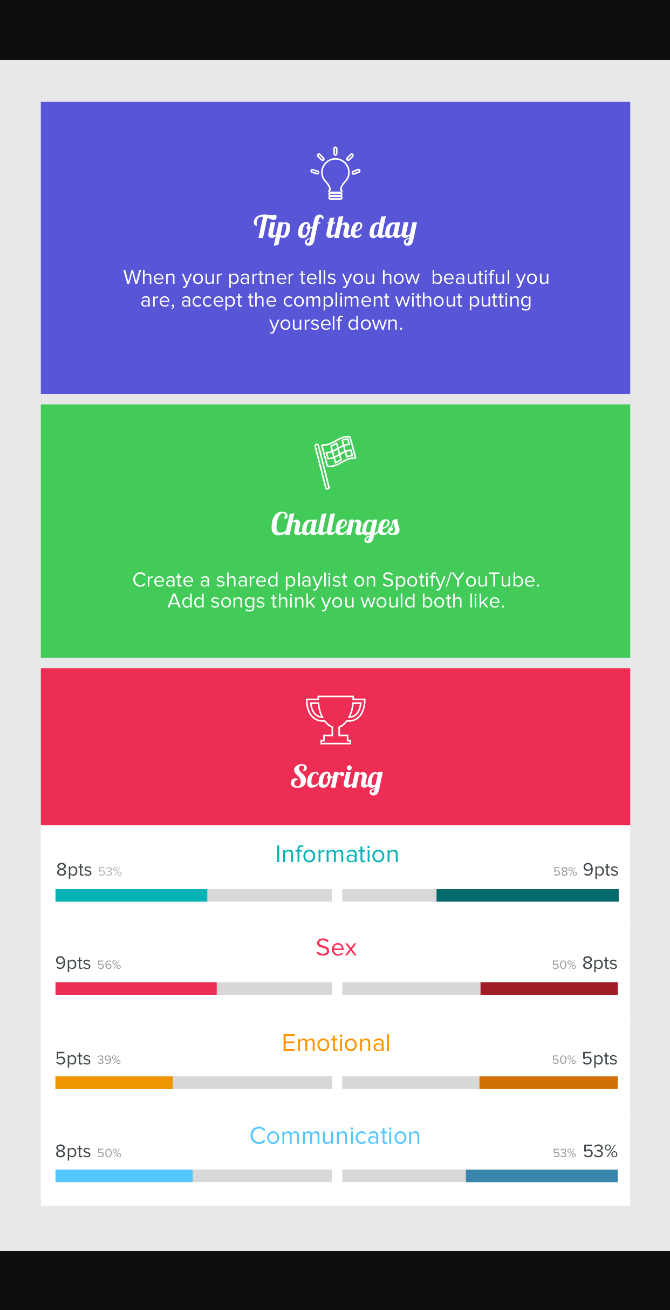 Tip of the day
When your partner tells you how  beautiful you
are, accept the compliment without putting
yourself down.
Challenges
Create a shared playlist on Spotify/YouTube.
Add songs think you would both like.
Scoring
Information
8pts 53%
58% 9pts
Sex
9pts 56%
50% 8pts
Emotional
5pts 39%
50% 5pts
Communication
8pts 50%
53% 53%